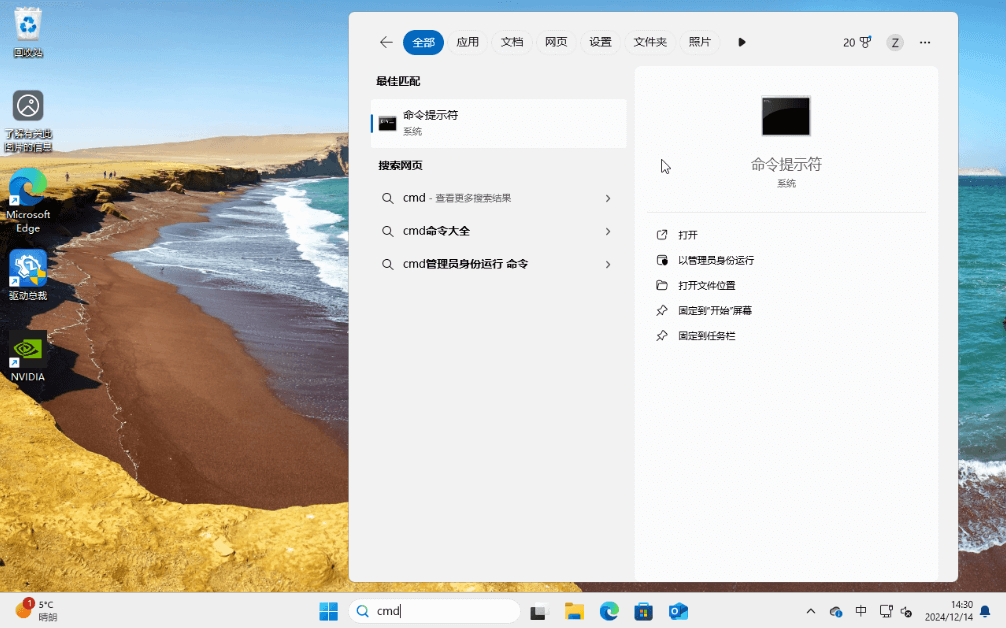 回收站
了解有关此
图片的信息
Microsoft
Edge
驱动总裁
NVIDIA
全部 应用 文档 网页 设置 文件夹 照片 20 Z
最佳匹配
命令提示符
系统
搜索网页
cmd - 查看更多搜索结果
cmd命令大全
cmd管理员身份运行 命令
命令提示符
系统
打开
以管理员身份运行
打开文件位置
固定到"开始"屏幕
固定到任务栏
1 5°C
晴朗
cmd
中
14:30
2024/12/14